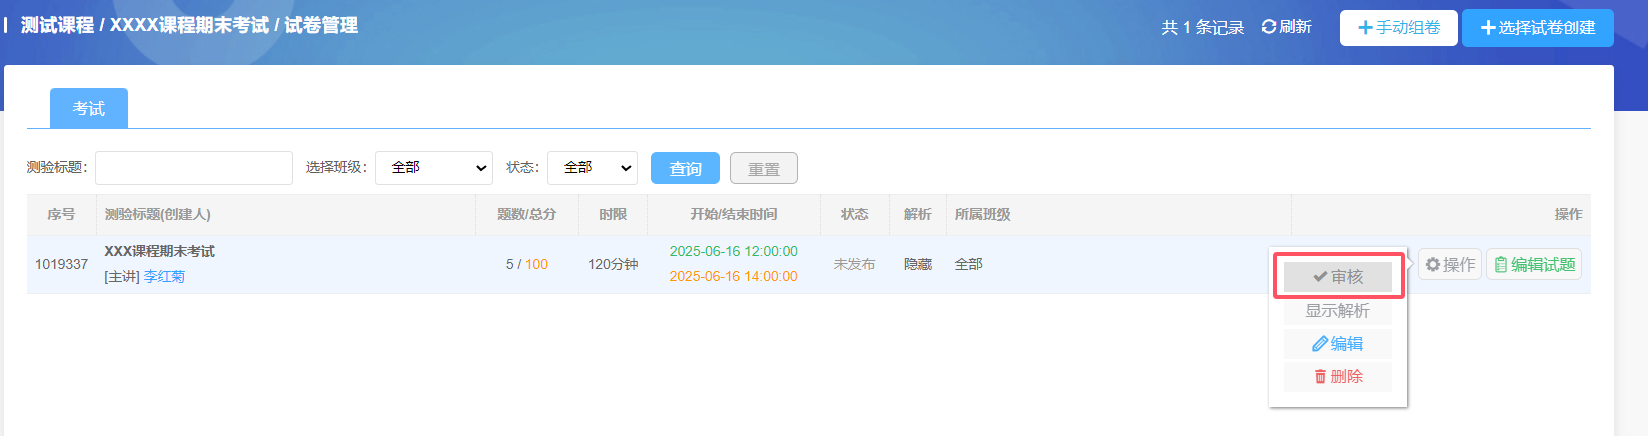 测试课程 / XXXX课程期末考试 / 试卷管理
共 1 条记录 刷新 手动组卷 选择试卷创建
考试
测验标题: 选择班级: 全部 状态: 全部 查询 重置
序号 测验标题(创建人) 题数/总分 时限 开始/结束时间 状态 解析 所属班级 操作
1019337 XXX课程期末考试 [主讲] 李红菊 5 / 100 120分钟 2025-06-16 12:00:00 2025-06-16 14:00:00 未发布 隐藏 全部 操作 编辑试题
审核
显示解析
编辑
删除